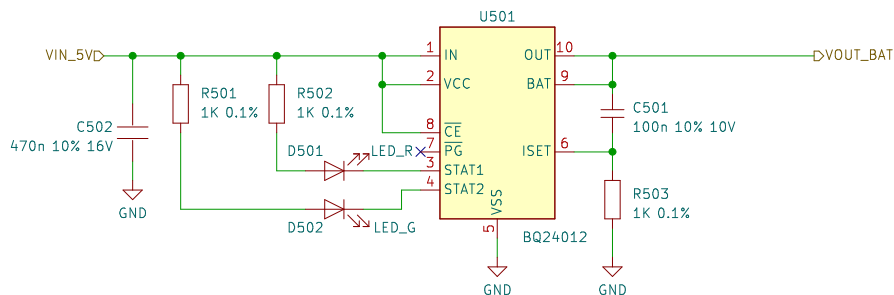 U501
VIN_5V
1 IN
OUT 10
VOUT_BAT
2 VCC
BAT 9
R501
1K 0.1%
R502
1K 0.1%
C501
100n 10% 10V
C502
470n 10% 16V
8 CE
7 PG
ISET 6
D501
LED_R
3 STAT1
4 STAT2
R503
1K 0.1%
VSS
5
D502
LED_G
BQ24012
GND
GND
GND